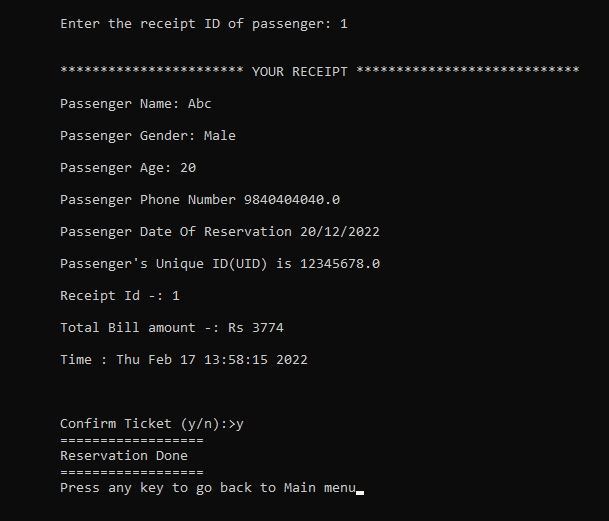 Enter the receipt ID of passenger: 1
*********************** YOUR RECEIPT ****************************
Passenger Name: Abc
Passenger Gender: Male
Passenger Age: 20
Passenger Phone Number 9840404040.0
Passenger Date Of Reservation 20/12/2022
Passenger's Unique ID(UID) is 12345678.0
Receipt Id -: 1
Total Bill amount -: Rs 3774
Time : Thu Feb 17 13:58:15 2022
Confirm Ticket (y/n):>y
==================
Reservation Done
==================
Press any key to go back to Main menu